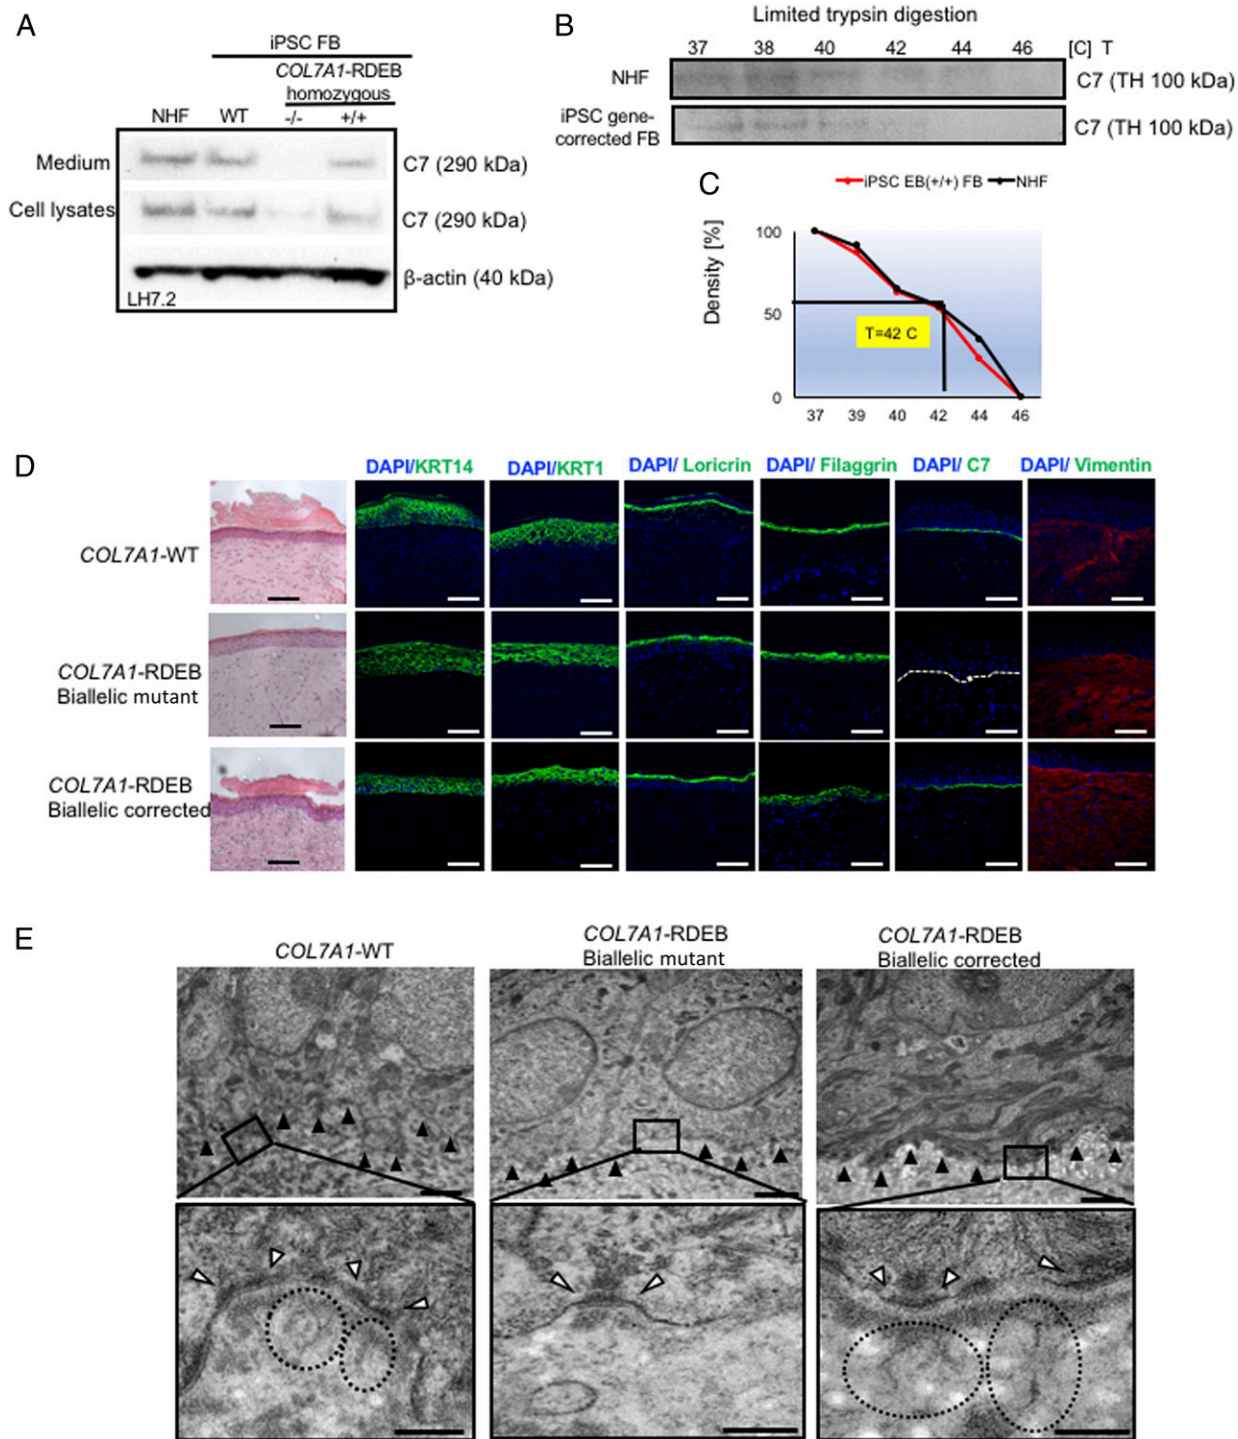 A
iPSC FB
COL7A1-RDEB
homozygous
NHF WT -/- +/+
Medium
C7 (290 kDa)
Cell lysates
C7 (290 kDa)
β-actin (40 kDa)
LH7.2
B
Limited trypsin digestion
37 38 40 42 44 46 [C] T
NHF
C7 (TH 100 kDa)
iPSC gene-
corrected FB
C7 (TH 100 kDa)
C
iPSC EB(+/+) FB NHF
Density [%]
100
50
0
T=42 C
37 39 40 42 44 46
D
DAPI/KRT14 DAPI/KRT1 DAPI/ Loricrin DAPI/ Filaggrin DAPI/ C7 DAPI/ Vimentin
COL7A1-WT
COL7A1-RDEB
Biallelic mutant
COL7A1-RDEB
Biallelic corrected
E
COL7A1-WT
COL7A1-RDEB
Biallelic mutant
COL7A1-RDEB
Biallelic corrected